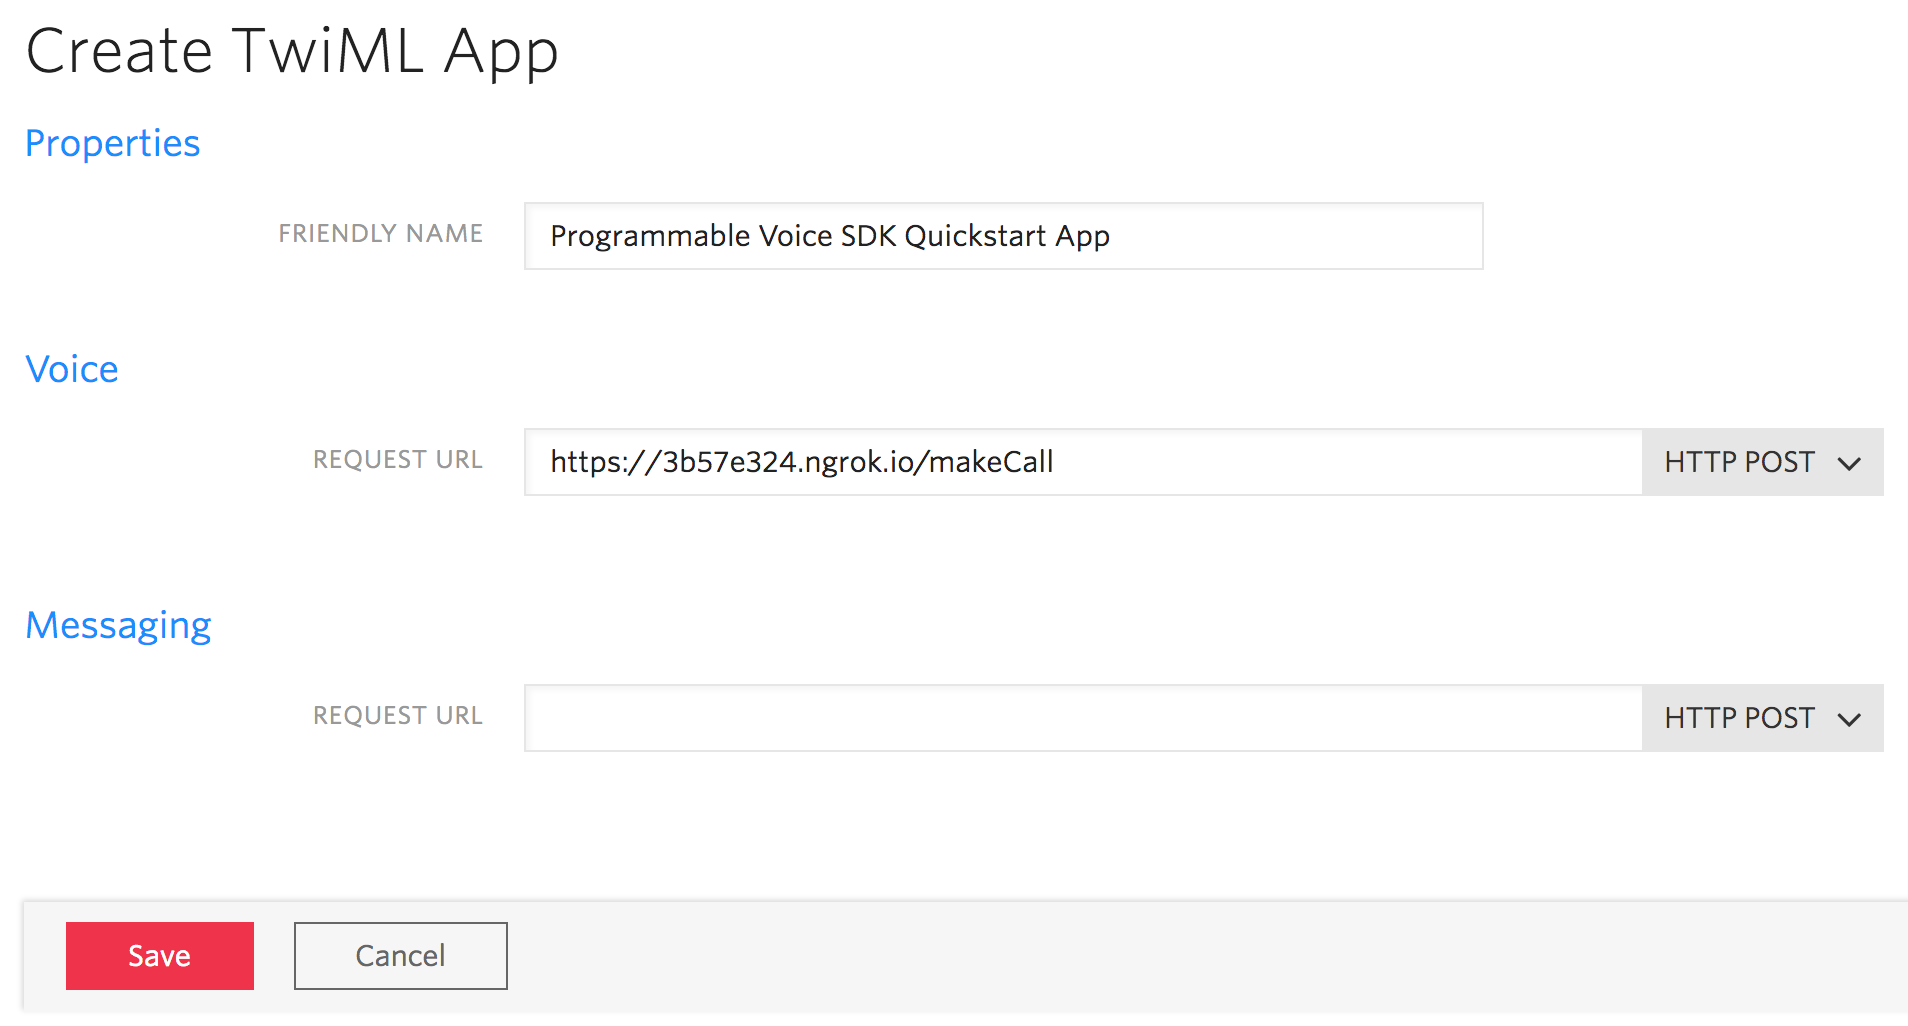 Create TwiML App
Properties
FRIENDLY NAME Programmable Voice SDK Quickstart App
Voice
REQUEST URL https://3b57e324.ngrok.io/makeCall HTTP POST
Messaging
REQUEST URL HTTP POST
Save Cancel